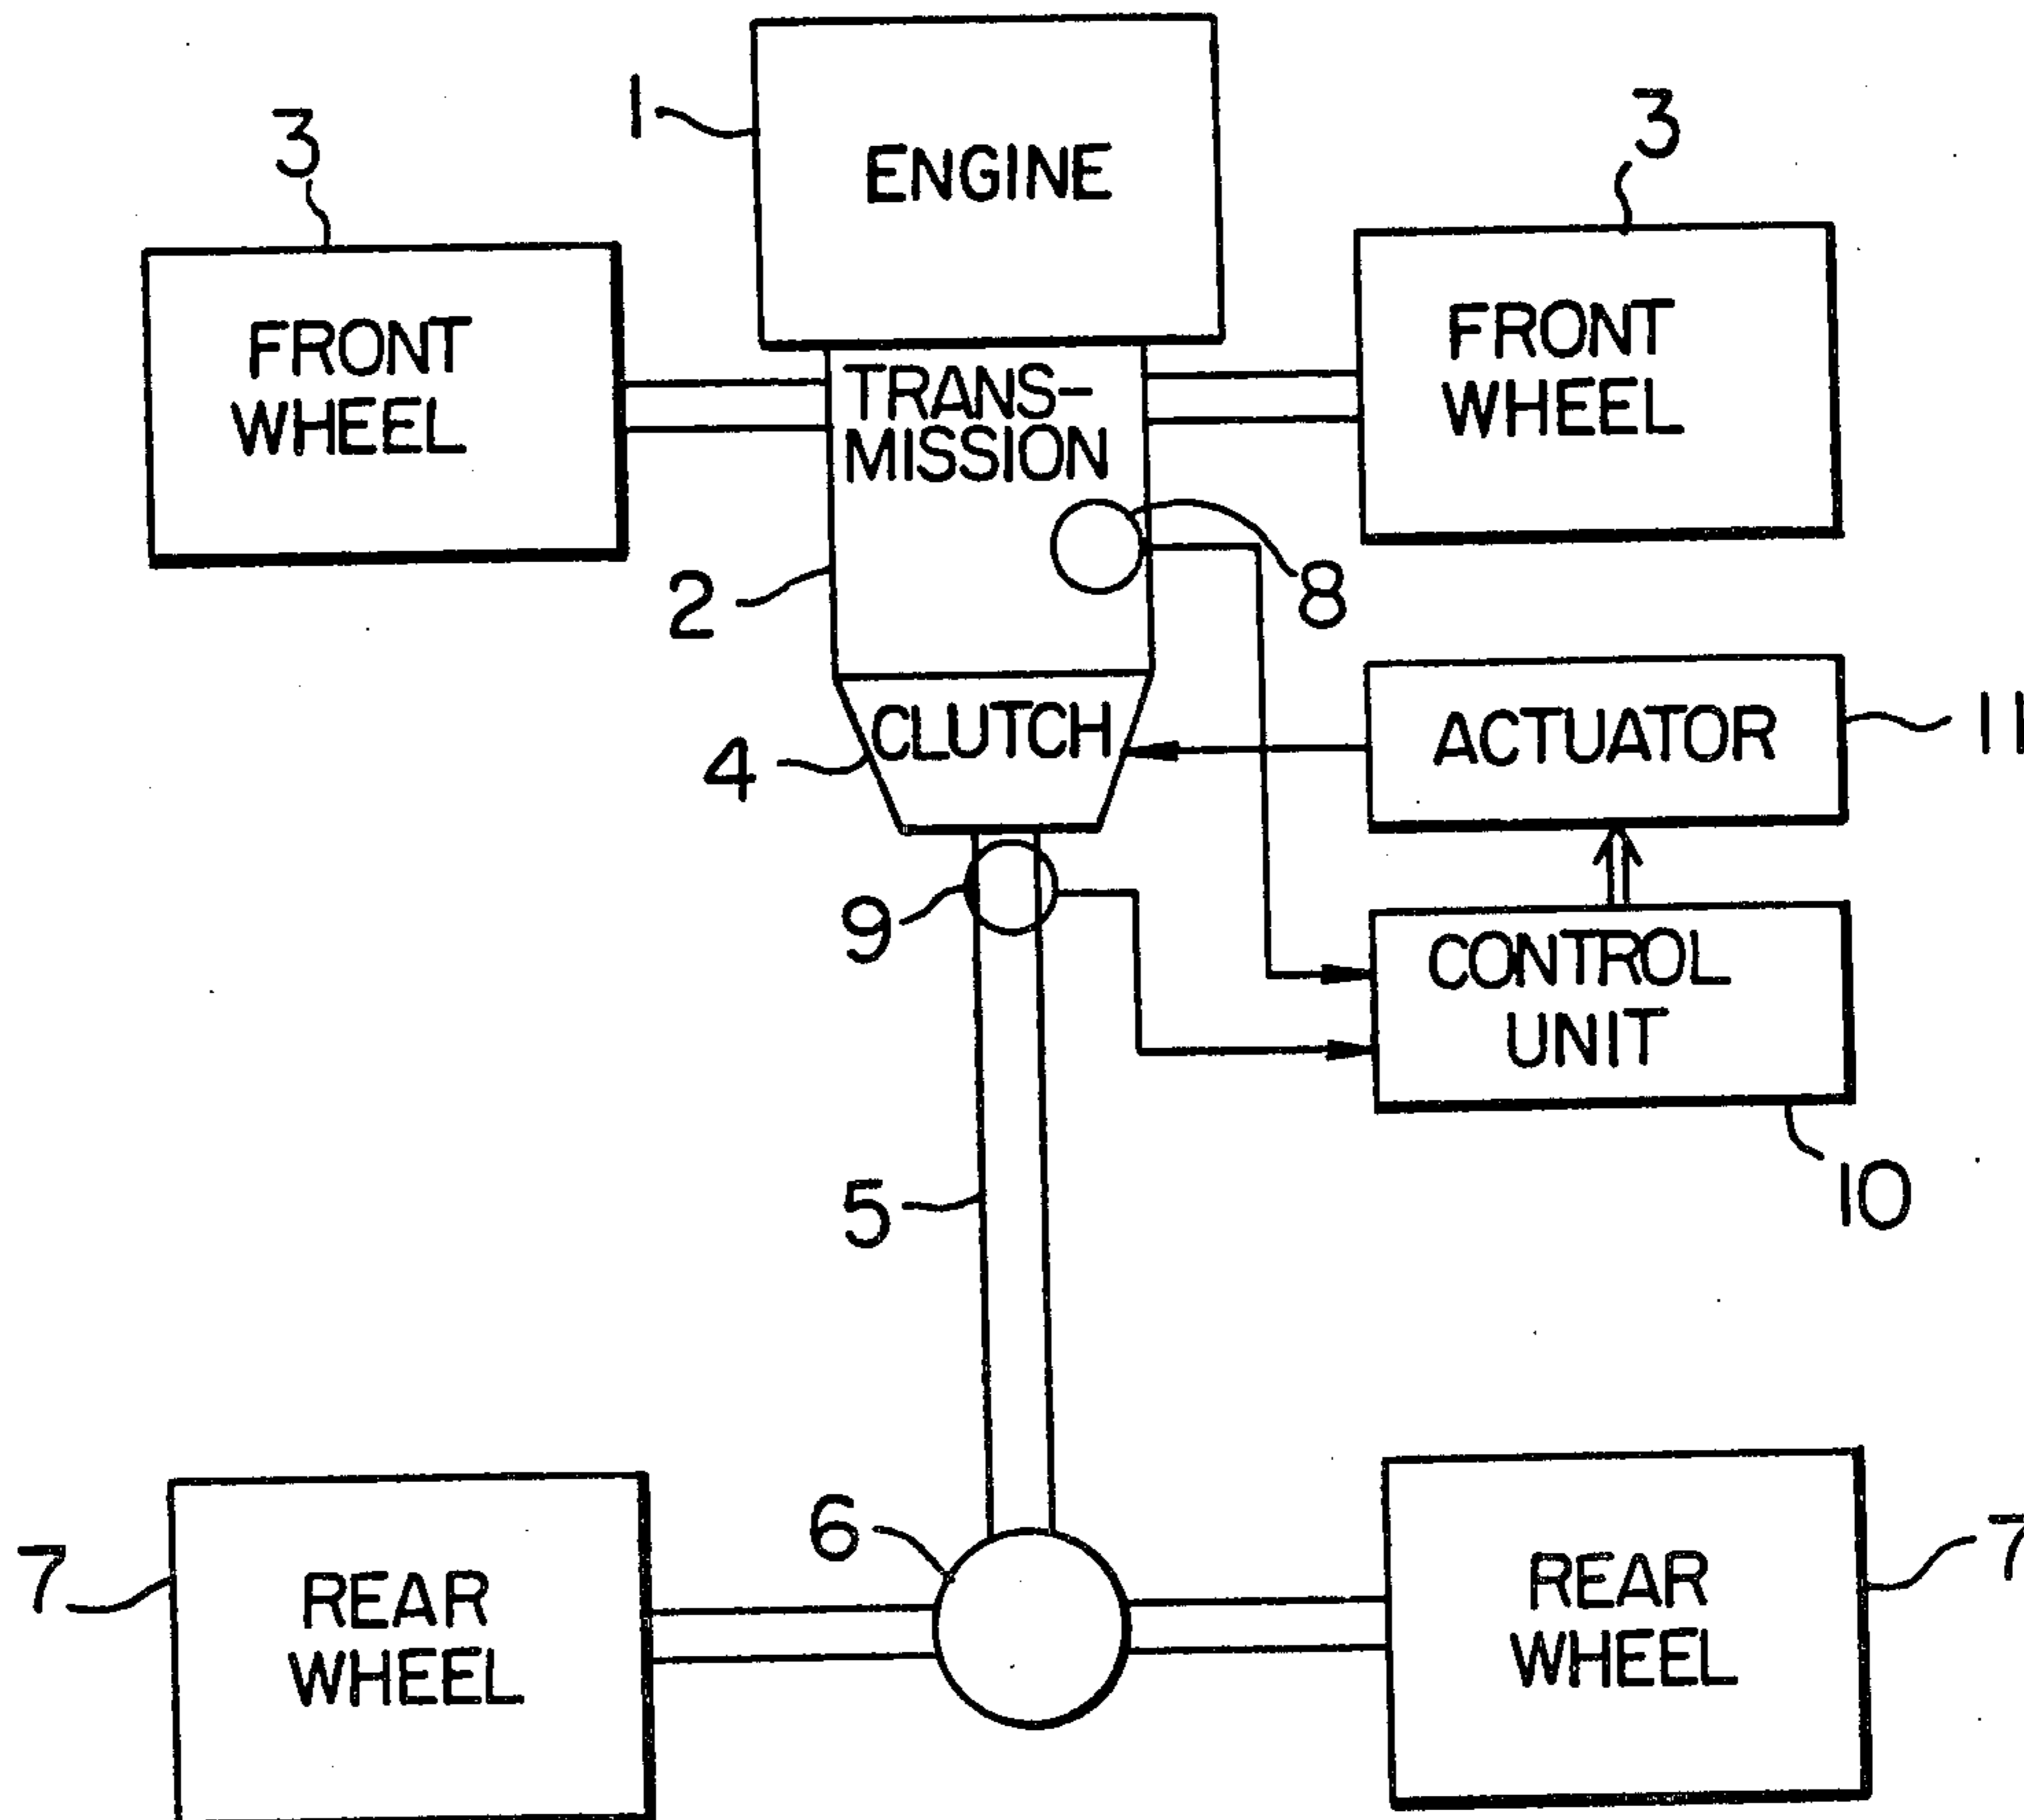 1
ENGINE
3
3
FRONT
WHEEL
FRONT
WHEEL
TRANS-
MISSION
2
8
CLUTCH
4
ACTUATOR
11
9
CONTROL
UNIT
10
5
6
7
REAR
WHEEL
REAR
WHEEL
7